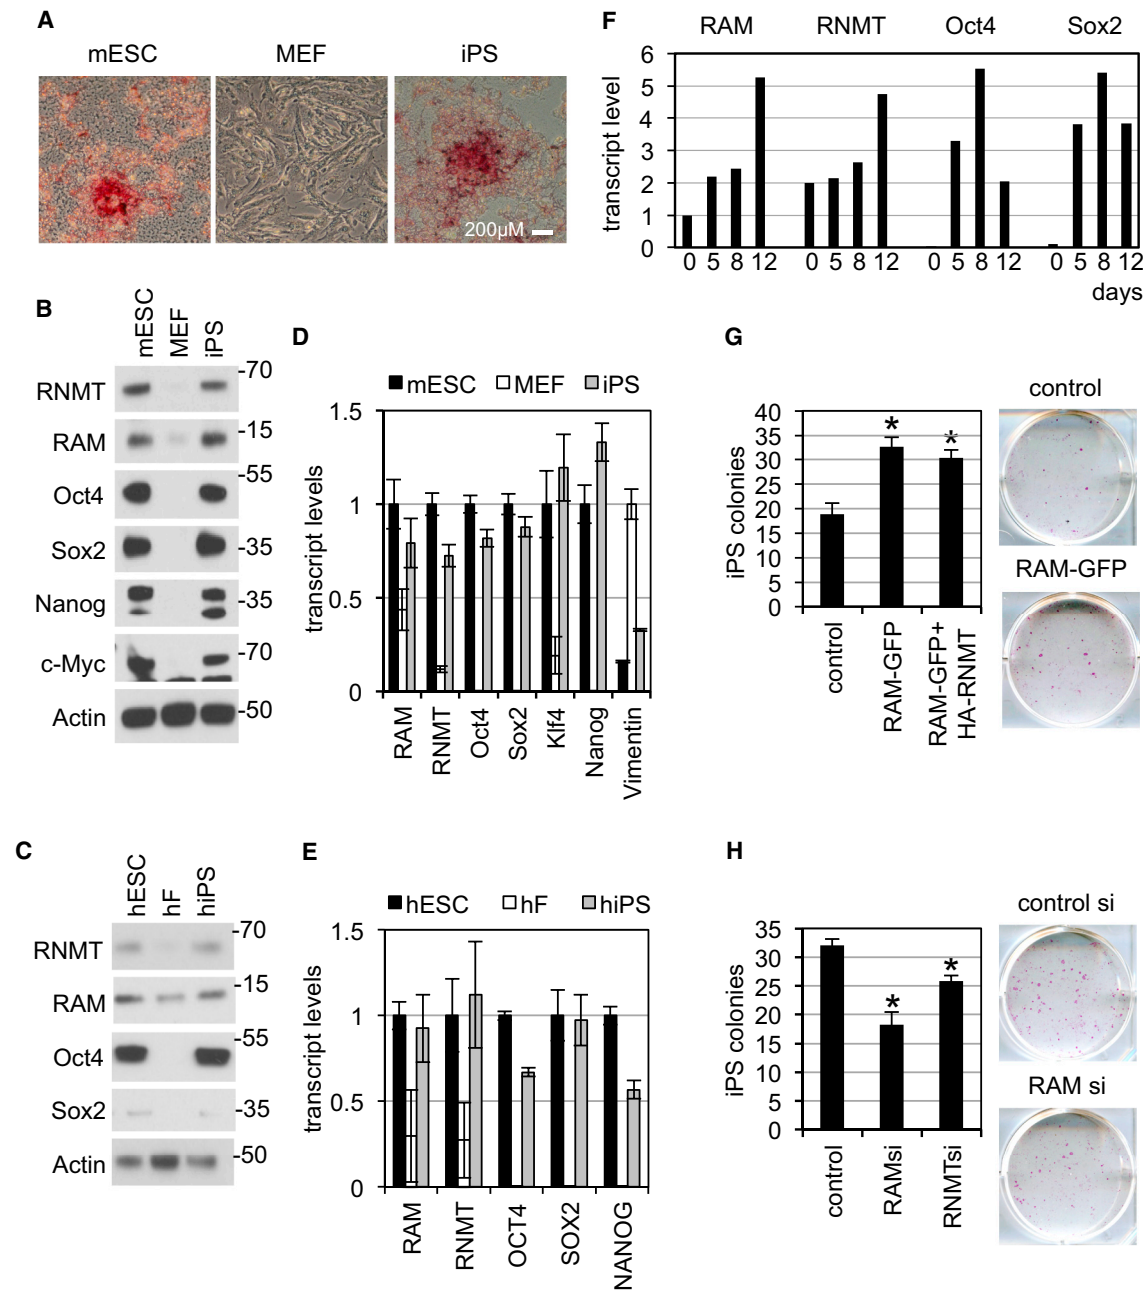 A
mESC MEF iPS
200µM
B
mESC MEF iPS
RNMT -70
RAM -15
Oct4 -55
Sox2 -35
Nanog -35
c-Myc -70
Actin -50
C
hESC hF hiPS
RNMT -70
RAM -15
Oct4 -55
Sox2 -35
Actin -50
D
mESC MEF iPS
transcript levels
1.5
1
0.5
0
RAM RNMT Oct4 Sox2 Klf4 Nanog Vimentin
E
hESC hF hiPS
transcript levels
1.5
1
0.5
0
RAM RNMT OCT4 SOX2 NANOG
F
RAM RNMT Oct4 Sox2
transcript level
6
5
4
3
2
1
0
0 5 8 12 0 5 8 12 0 5 8 12 0 5 8 12
days
G
iPS colonies
40
35
30
25
20
15
10
5
0
* *
control RAM-GFP RAM-GFP+
HA-RNMT
control
RAM-GFP
H
iPS colonies
35
30
25
20
15
10
5
0
* *
control RAMsi RNMTsi
control si
RAM si